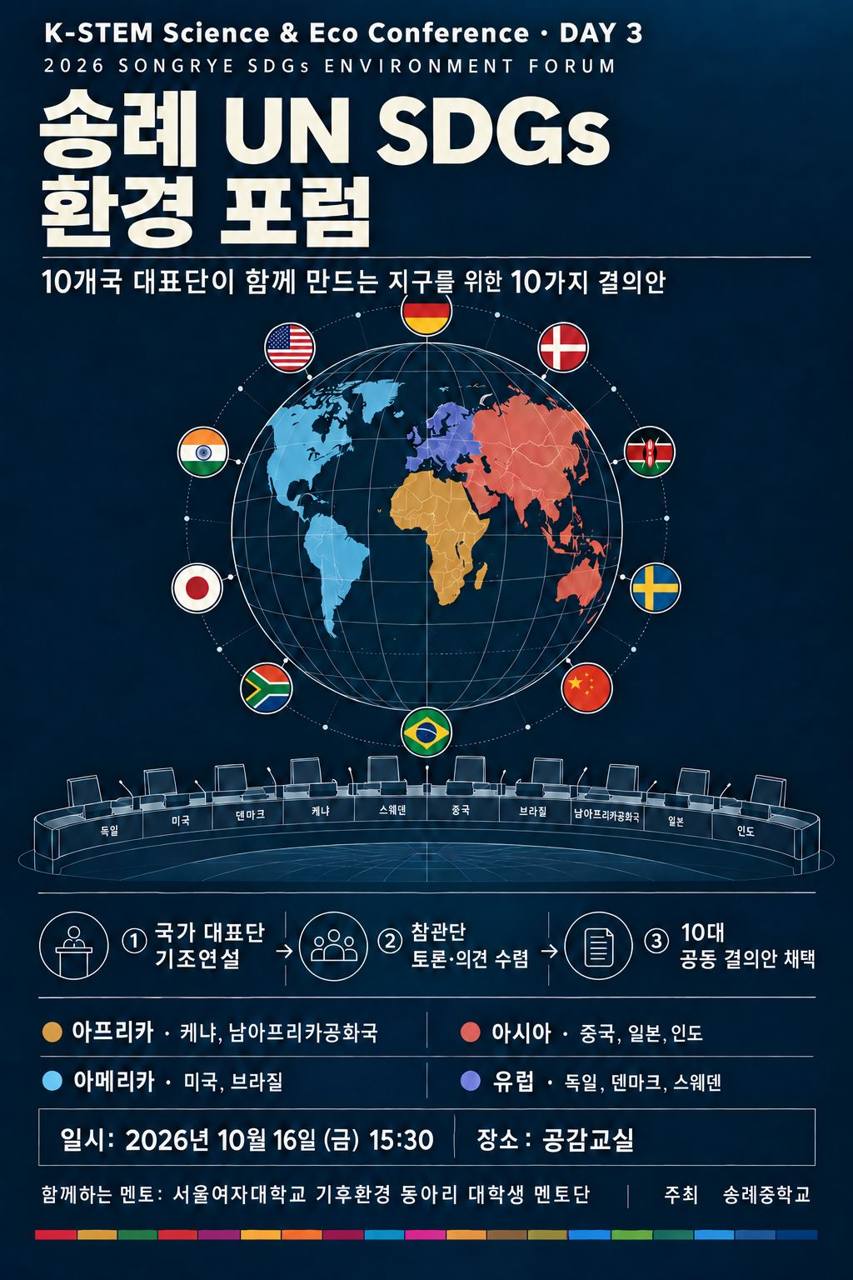 K-STEM Science & Eco Conference · DAY 3
2026 SONGRYE SDGs ENVIRONMENT FORUM
송례 UN SDGs
환경 포럼
10개국 대표단이 함께 만드는 지구를 위한 10가지 결의안
독일 미국 덴마크 케냐 스웨덴 중국 브라질 남아프리카공화국 일본 인도
1 국가 대표단
기조연설
2 참관단
토론·의견 수렴
3 10대
공동 결의안 채택
아프리카 · 케냐, 남아프리카공화국
아시아 · 중국, 일본, 인도
아메리카 · 미국, 브라질
유럽 · 독일, 덴마크, 스웨덴
일시: 2026년 10월 16일 (금) 15:30
장소 : 공감교실
함께하는 멘토: 서울여자대학교 기후환경 동아리 대학생 멘토단
주최 송례중학교